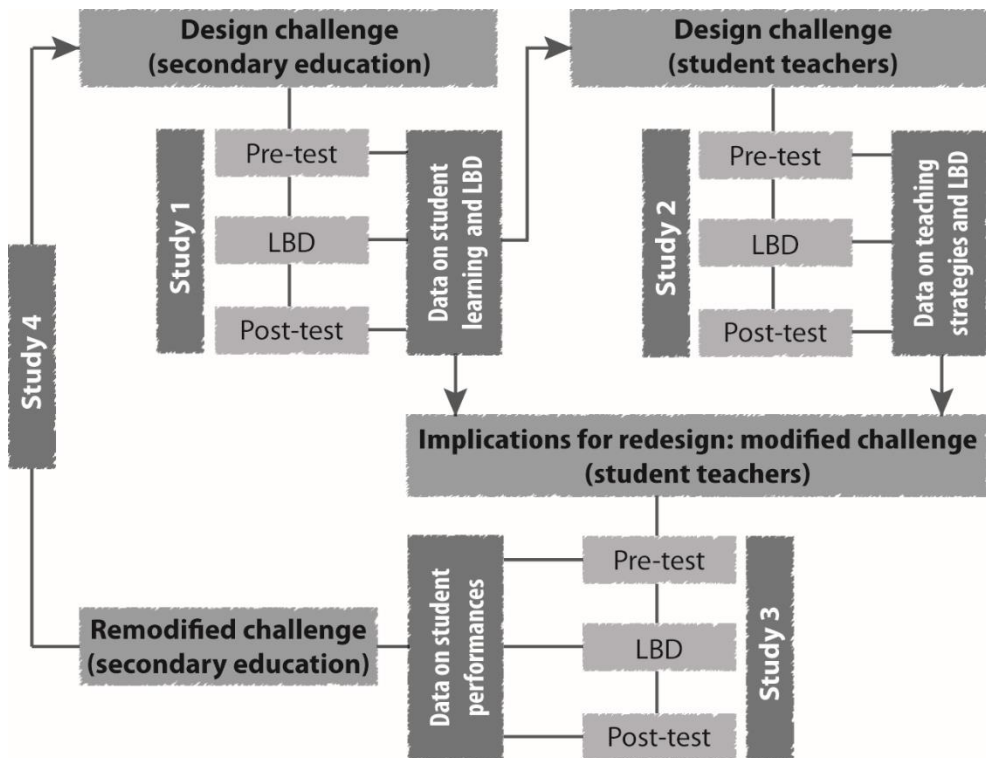 Design challenge
(secondary education)
Design challenge
(student teachers)
Study 1
Pre-test
LBD
Post-test
Data on student
learning and LBD
Study 2
Pre-test
LBD
Post-test
Data on teaching
strategies and LBD
Study 4
Implications for redesign: modified challenge
(student teachers)
Remodified challenge
(secondary education)
Data on student
performances
Pre-test
LBD
Post-test
Study 3